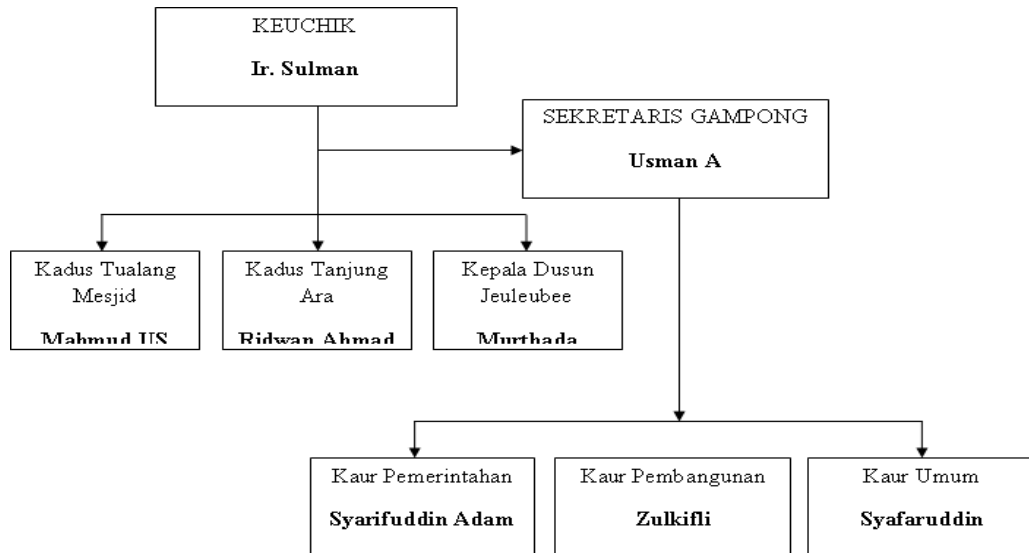 KEUCHIK
Ir. Sulman
SEKRETARIS GAMPONG
Usman A
Kadus Tualang
Mesjid
Mahmud US
Kadus Tanjung
Ara
Ridwan Ahmad
Kepala Dusun
Jeuleubee
Murthada
Kaur Pemerintahan
Syarifuddin Adam
Kaur Pembangunan
Zulkifli
Kaur Umum
Syafaruddin